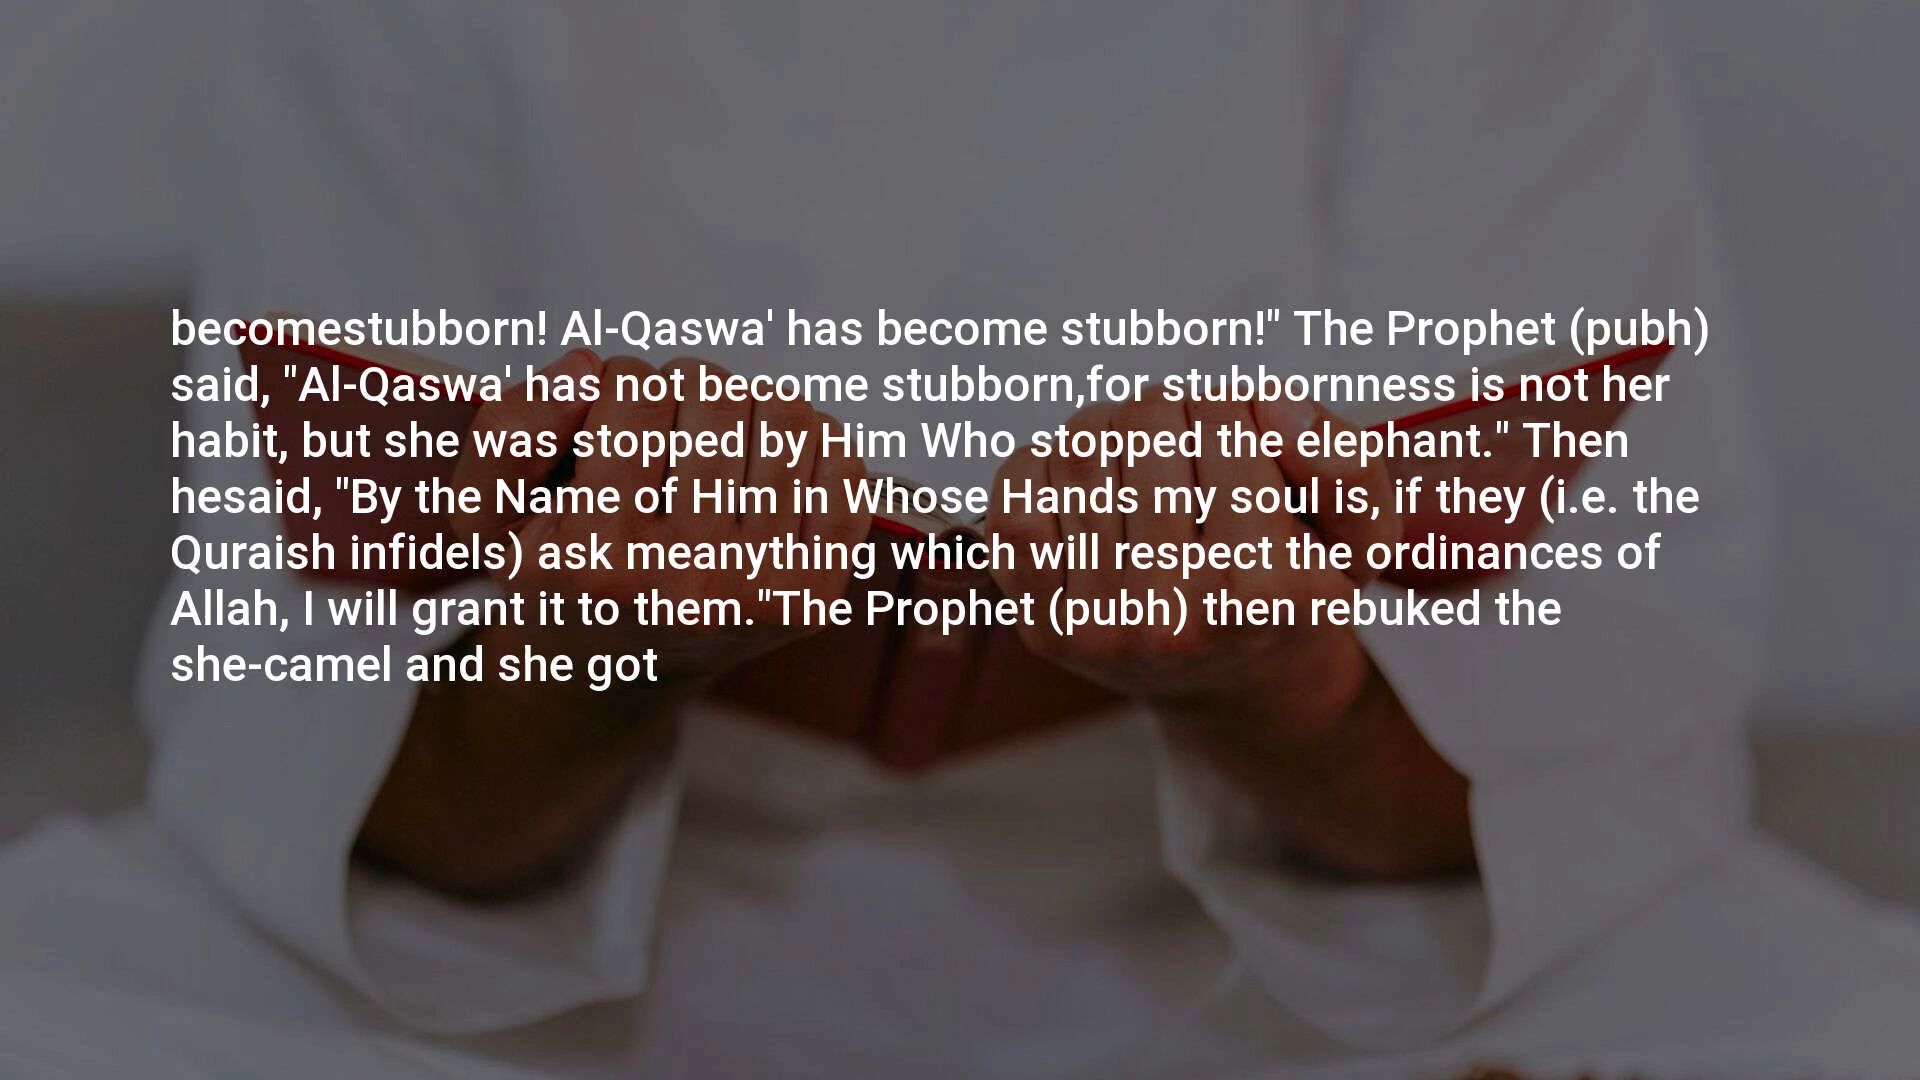 becomestubborn! Al-Qaswa' has become stubborn!" The Prophet (pubh)
said, "Al-Qaswa' has not become stubborn,for stubbornness is not her
habit, but she was stopped by Him Who stopped the elephant." Then
hesaid, "By the Name of Him in Whose Hands my soul is, if they (i.e. the
Quraish infidels) ask meanything which will respect the ordinances of
Allah, I will grant it to them."The Prophet (pubh) then rebuked the
she-camel and she got